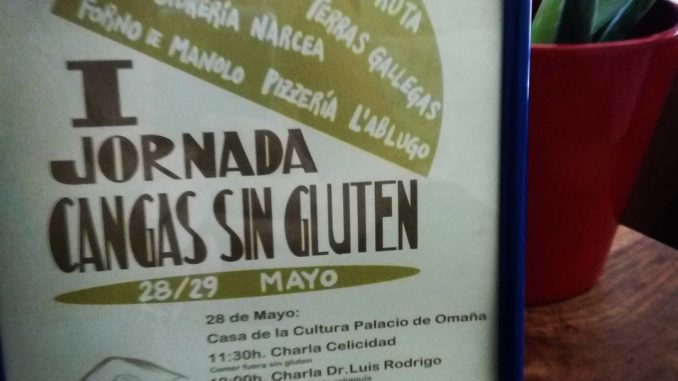 RUTA
NARCEA
TERRAS GALLEGAS
FORNO E MANOLO
PIZZERÍA L'ABLUGO
I
JORNADA
CANGAS SIN GLUTEN
28/29 MAYO
28 de Mayo:
Casa de la Cultura Palacio de Omaña
11:30h. Charla Celicidad
Comer fuera sin gluten
Charla Dr. Luis Rodrigo